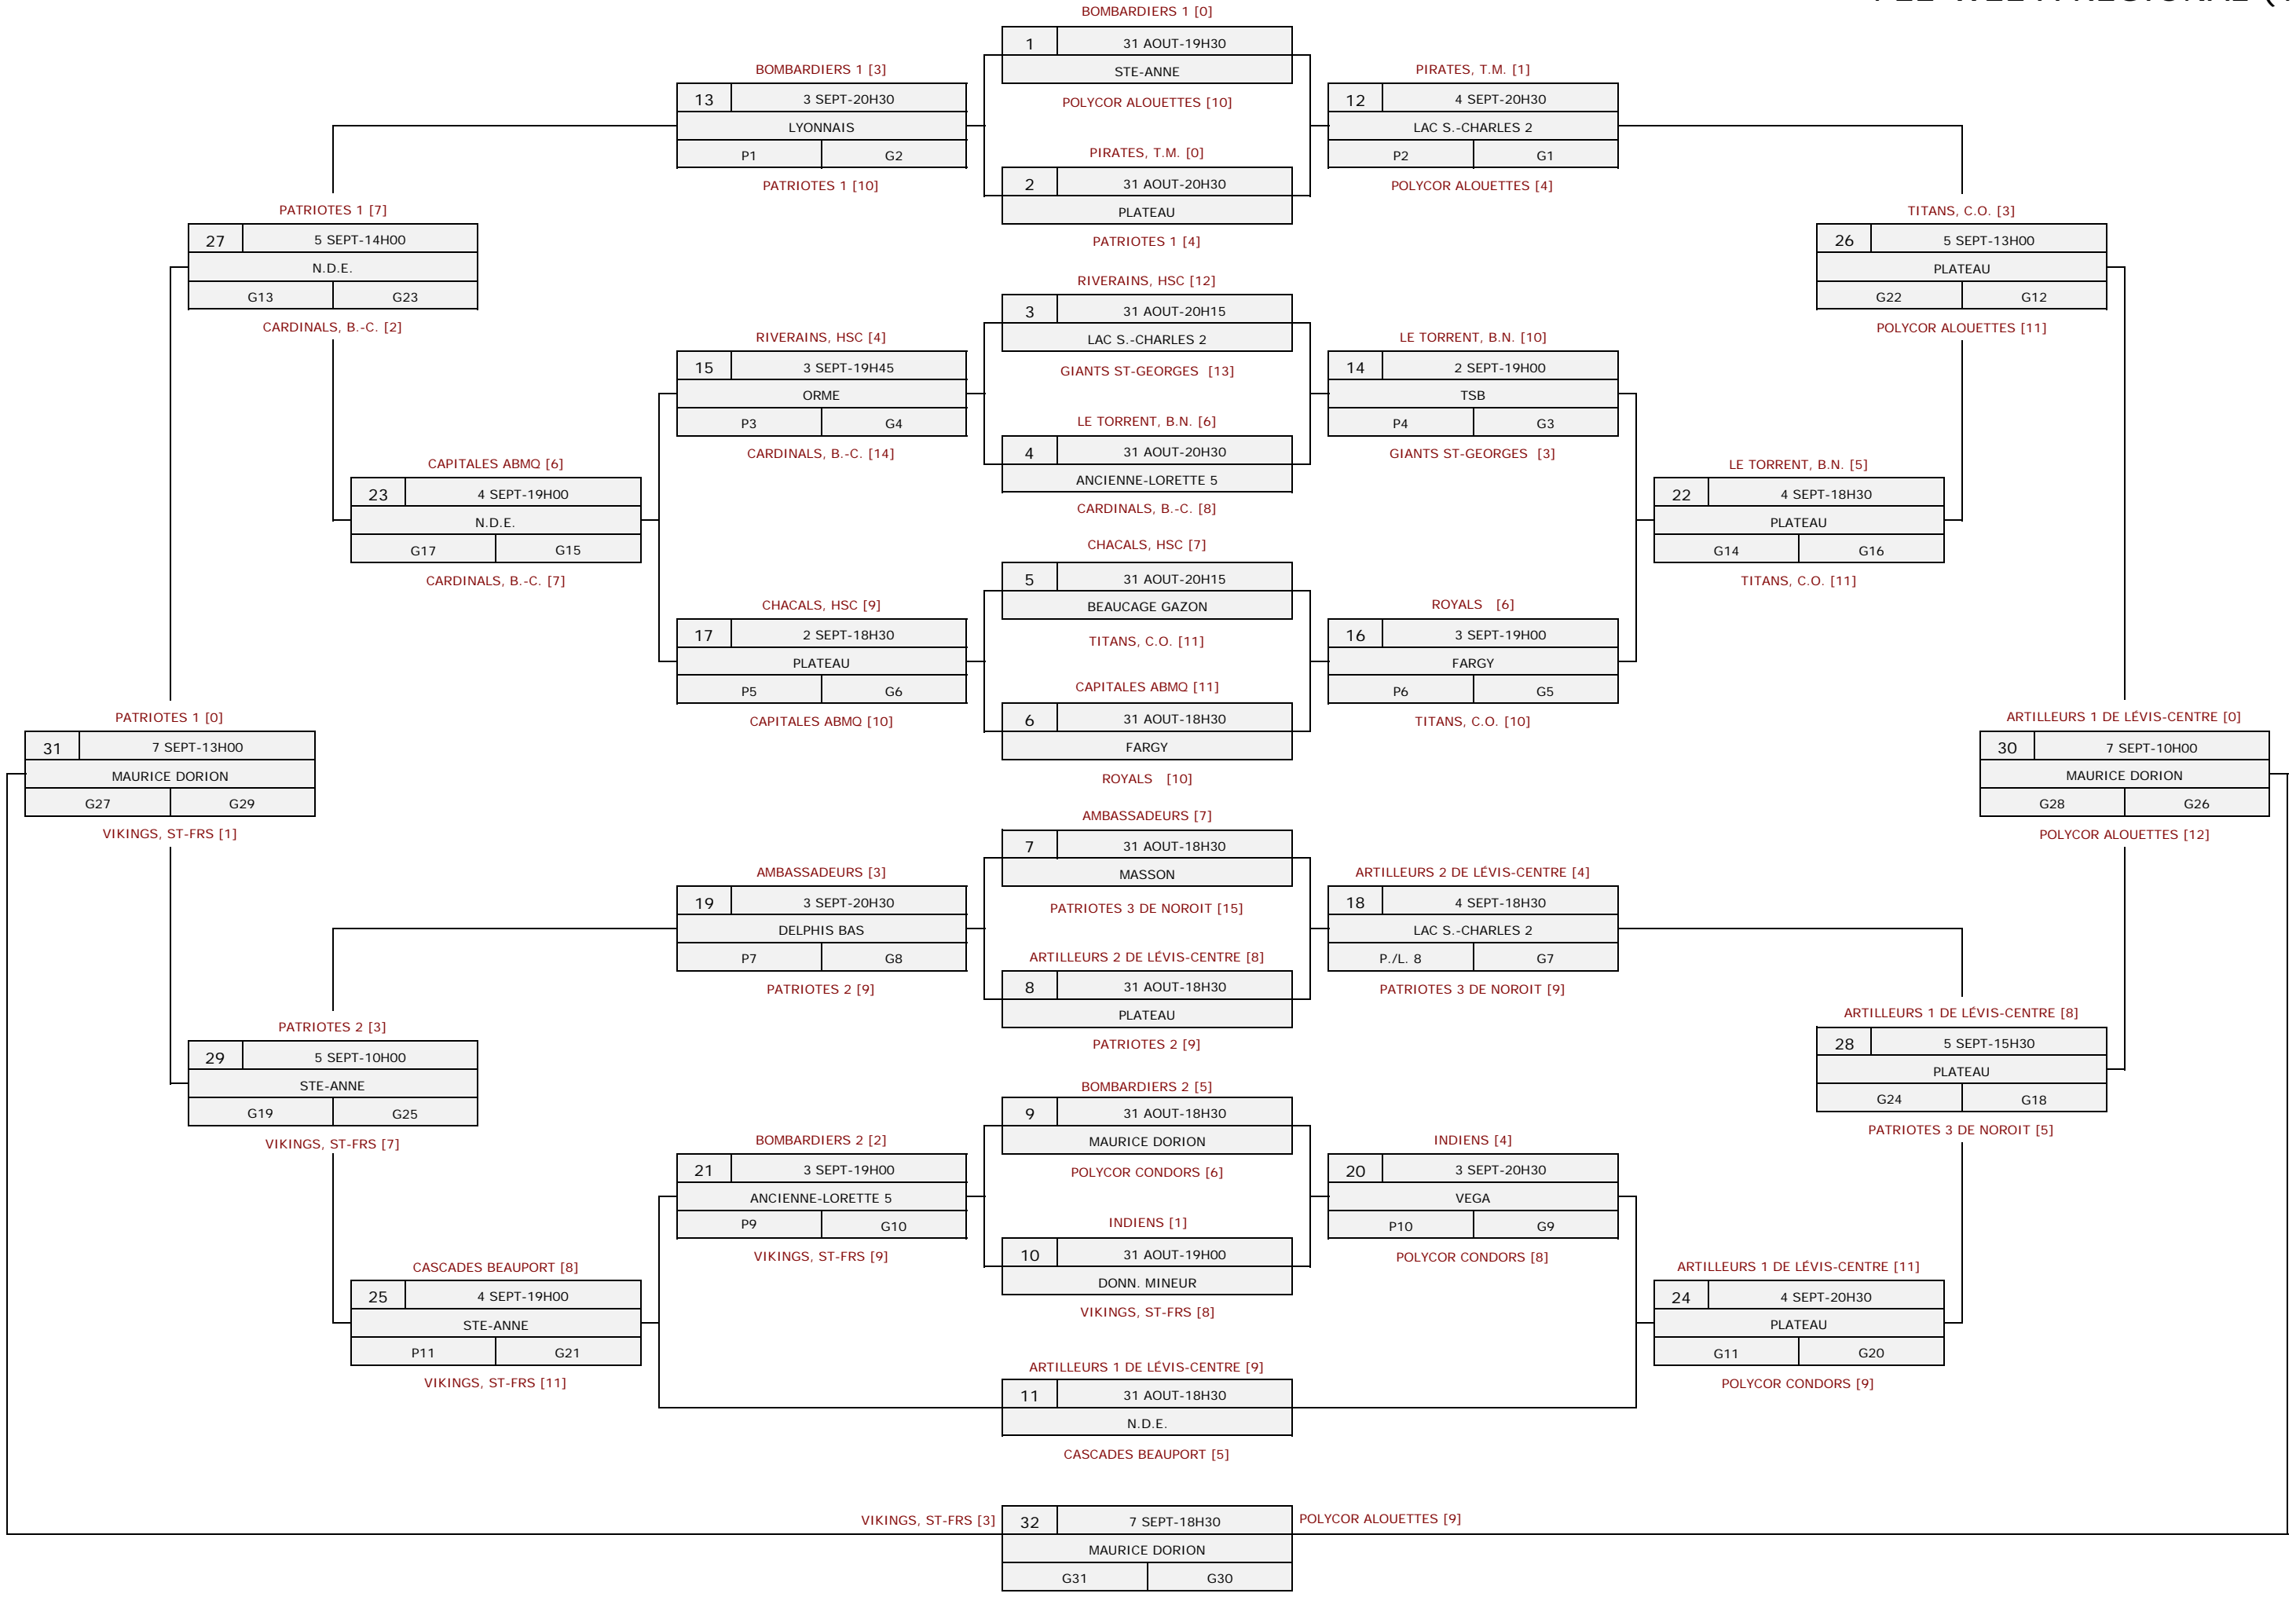 BOMBARDIERS 1 [0]
1 31 AOUT-19H30
STE-ANNE
POLYCOR ALOUETTES [10]
BOMBARDIERS 1 [3]
13 3 SEPT-20H30
LYONNAIS
P1 G2
PATRIOTES 1 [10]
PIRATES, T.M. [1]
12 4 SEPT-20H30
LAC S.-CHARLES 2
P2 G1
POLYCOR ALOUETTES [4]
PIRATES, T.M. [0]
2 31 AOUT-20H30
PLATEAU
PATRIOTES 1 [4]
PATRIOTES 1 [7]
27 5 SEPT-14H00
N.D.E.
G13 G23
CARDINALS, B.-C. [2]
TITANS, C.O. [3]
26 5 SEPT-13H00
PLATEAU
G22 G12
POLYCOR ALOUETTES [11]
RIVERAINS, HSC [12]
3 31 AOUT-20H15
LAC S.-CHARLES 2
GIANTS ST-GEORGES [13]
RIVERAINS, HSC [4]
15 3 SEPT-19H45
ORME
P3 G4
CARDINALS, B.-C. [14]
LE TORRENT, B.N. [10]
14 2 SEPT-19H00
TSB
P4 G3
GIANTS ST-GEORGES [3]
LE TORRENT, B.N. [6]
4 31 AOUT-20H30
ANCIENNE-LORETTE 5
CARDINALS, B.-C. [8]
CAPITALES ABMQ [6]
23 4 SEPT-19H00
N.D.E.
G17 G15
CARDINALS, B.-C. [7]
LE TORRENT, B.N. [5]
22 4 SEPT-18H30
PLATEAU
G14 G16
TITANS, C.O. [11]
CHACALS, HSC [7]
5 31 AOUT-20H15
BEAUCAGE GAZON
TITANS, C.O. [11]
CHACALS, HSC [9]
17 2 SEPT-18H30
PLATEAU
P5 G6
CAPITALES ABMQ [10]
ROYALS [6]
16 3 SEPT-19H00
FARGY
P6 G5
TITANS, C.O. [10]
CAPITALES ABMQ [11]
6 31 AOUT-18H30
FARGY
ROYALS [10]
PATRIOTES 1 [0]
31 7 SEPT-13H00
MAURICE DORION
G27 G29
VIKINGS, ST-FRS [1]
ARTILLEURS 1 DE LÉVIS-CENTRE [0]
30 7 SEPT-10H00
MAURICE DORION
G28 G26
POLYCOR ALOUETTES [12]
AMBASSADEURS [7]
7 31 AOUT-18H30
MASSON
PATRIOTES 3 DE NOROIT [15]
AMBASSADEURS [3]
19 3 SEPT-20H30
DELPHIS BAS
P7 G8
PATRIOTES 2 [9]
ARTILLEURS 2 DE LÉVIS-CENTRE [4]
18 4 SEPT-18H30
LAC S.-CHARLES 2
P./L. 8 G7
PATRIOTES 3 DE NOROIT [9]
ARTILLEURS 2 DE LÉVIS-CENTRE [8]
8 31 AOUT-18H30
PLATEAU
PATRIOTES 2 [9]
PATRIOTES 2 [3]
29 5 SEPT-10H00
STE-ANNE
G19 G25
VIKINGS, ST-FRS [7]
ARTILLEURS 1 DE LÉVIS-CENTRE [8]
28 5 SEPT-15H30
PLATEAU
G24 G18
PATRIOTES 3 DE NOROIT [5]
BOMBARDIERS 2 [5]
9 31 AOUT-18H30
MAURICE DORION
POLYCOR CONDORS [6]
BOMBARDIERS 2 [2]
21 3 SEPT-19H00
ANCIENNE-LORETTE 5
P9 G10
VIKINGS, ST-FRS [9]
INDIENS [4]
20 3 SEPT-20H30
VEGA
P10 G9
POLYCOR CONDORS [8]
INDIENS [1]
10 31 AOUT-19H00
DONN. MINEUR
VIKINGS, ST-FRS [8]
CASCADES BEAUPORT [8]
25 4 SEPT-19H00
STE-ANNE
P11 G21
VIKINGS, ST-FRS [11]
ARTILLEURS 1 DE LÉVIS-CENTRE [11]
24 4 SEPT-20H30
PLATEAU
G11 G20
POLYCOR CONDORS [9]
ARTILLEURS 1 DE LÉVIS-CENTRE [9]
11 31 AOUT-18H30
N.D.E.
CASCADES BEAUPORT [5]
VIKINGS, ST-FRS [3] 32 7 SEPT-18H30 POLYCOR ALOUETTES [9]
MAURICE DORION
G31 G30